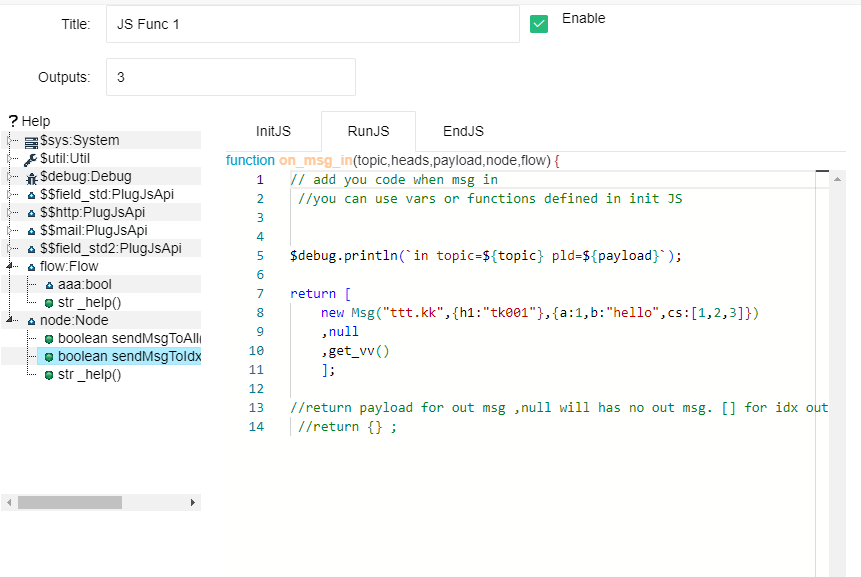 Title:
JS Func 1
Enable
Outputs:
3
? Help
$sys:System
$util:Util
$debug:Debug
$$field_std:PlugJsApi
$$http:PlugJsApi
$$mail:PlugJsApi
$$field_std2:PlugJsApi
flow:Flow
aaa:bool
str _help()
node:Node
boolean sendMsgToAll(
boolean sendMsgToIdx
str _help()
InitJS
RunJS
EndJS
function on_msg_in(topic,heads,payload,node,flow) {
1 // add you code when msg in
2 //you can use vars or functions defined in init JS
3
4
5 $debug.println(`in topic=${topic} pld=${payload}`);
6
7 return [
8 new Msg("ttt.kk",{h1:"tk001"},{a:1,b:"hello",cs:[1,2,3]})
9 ,null
10 ,get_vv()
11 ];
12
13 //return payload for out msg ,null will has no out msg. [] for idx out
14 //return {} ;